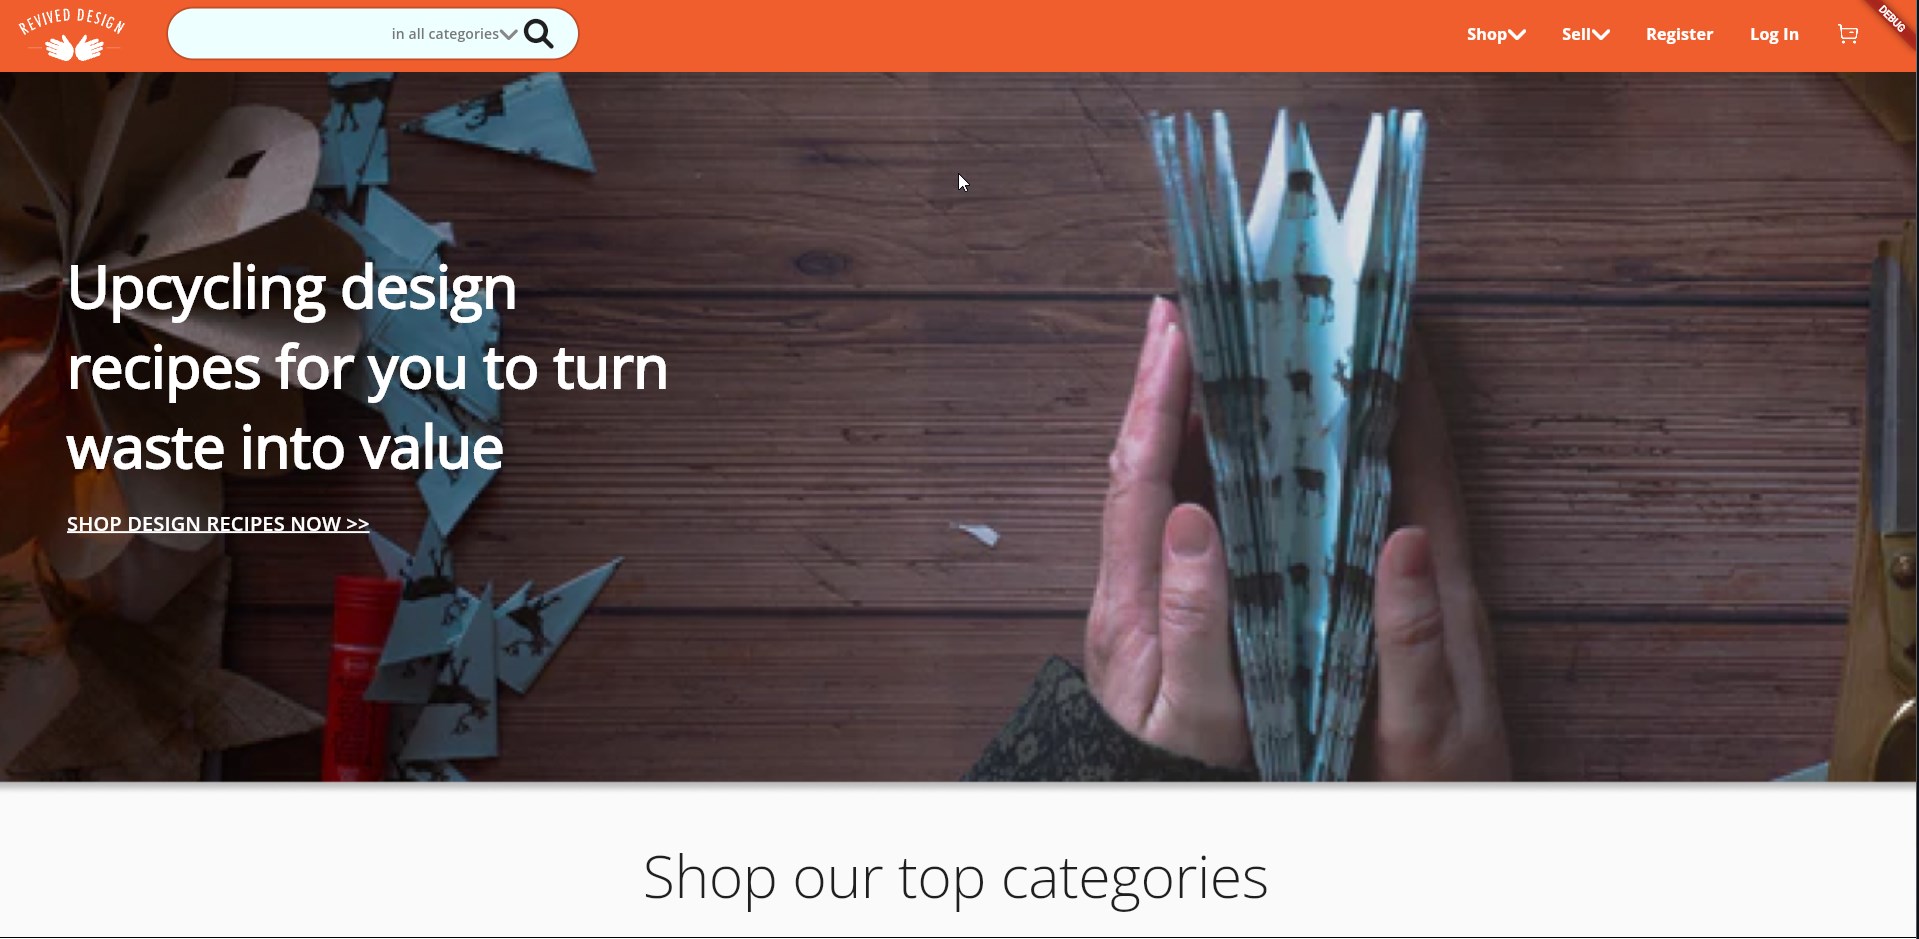 REVIVED DESIGN
in all categories
Shop
Sell
Register
Log In
DEBUG
Upcycling design
recipes for you to turn
waste into value
SHOP DESIGN RECIPES NOW >>
Shop our top categories